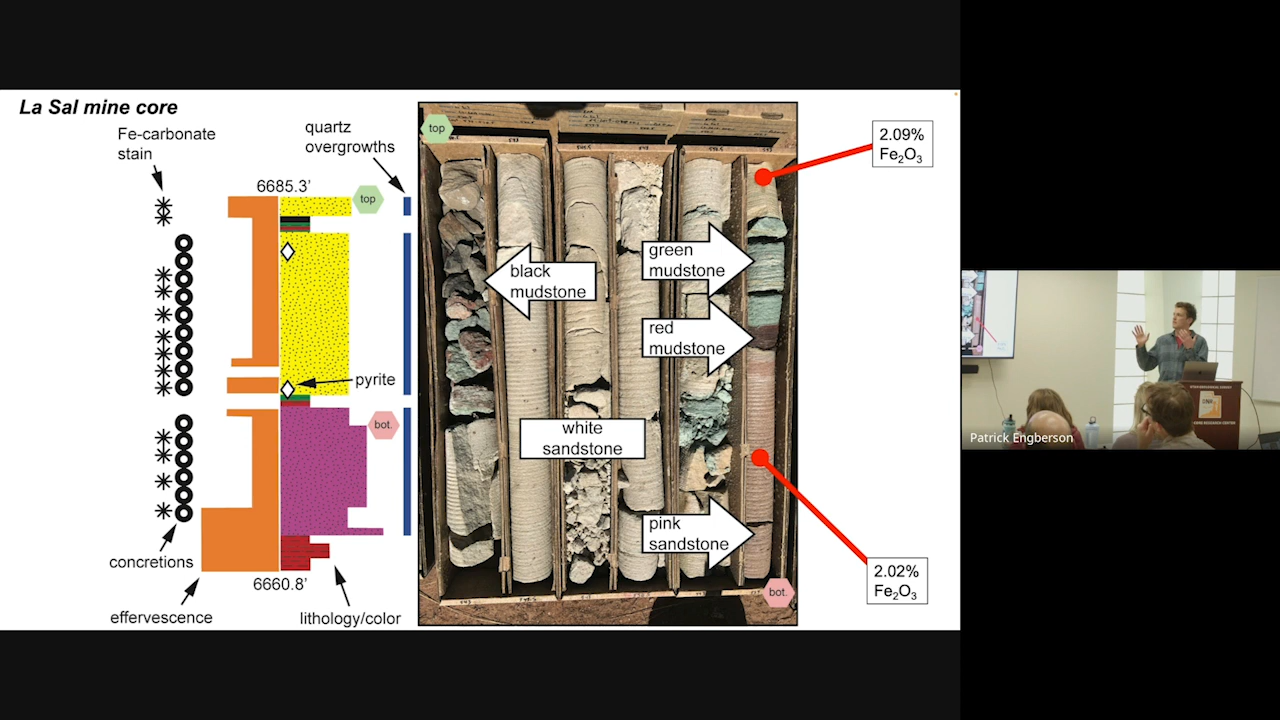 La Sal mine core
Fe-carbonate
stain
quartz
overgrowths
6685.3’
top
pyrite
bot.
concretions
6660.8’
effervescence
lithology/color
top
2.09%
Fe₂O₃
green
mudstone
black
mudstone
red
mudstone
white
sandstone
pink
sandstone
2.02%
Fe₂O₃
bot.
Patrick Engberson